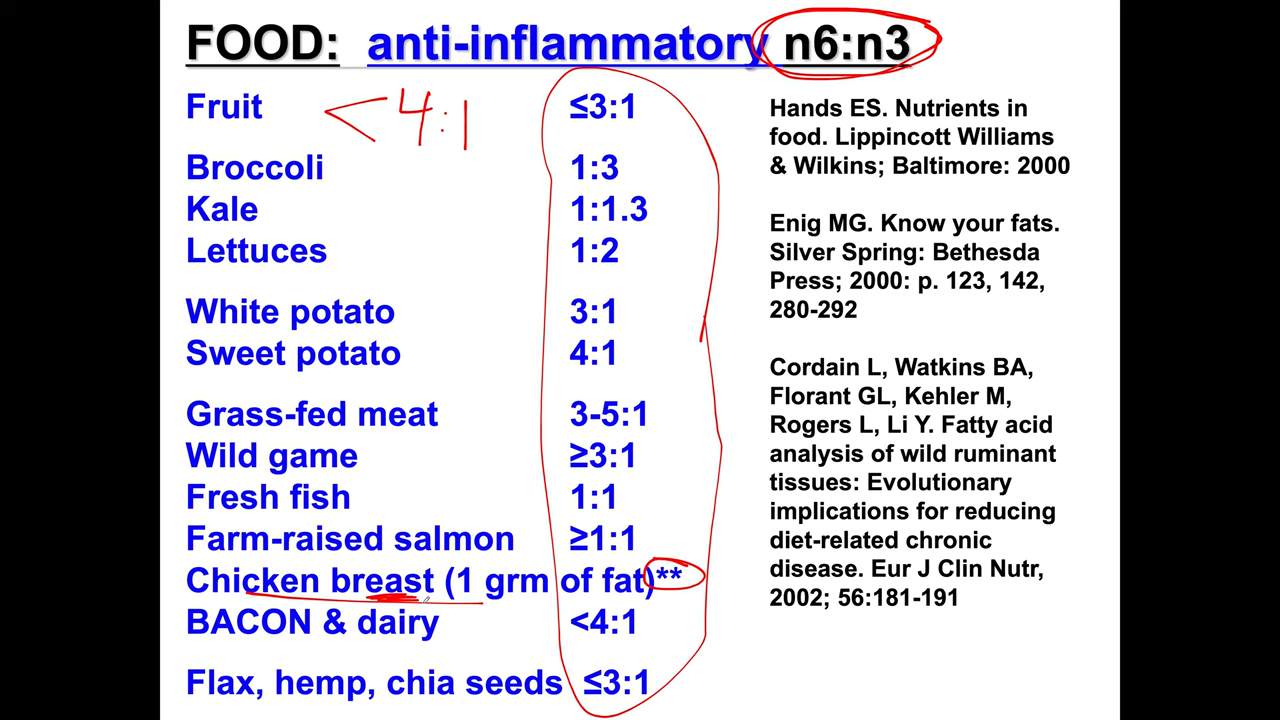 FOOD: anti-inflammatory n6:n3
Fruit <4:1 ≤3:1
Broccoli 1:3
Kale 1:1.3
Lettuces 1:2
White potato 3:1
Sweet potato 4:1
Grass-fed meat 3-5:1
Wild game ≥3:1
Fresh fish 1:1
Farm-raised salmon ≥1:1
Chicken breast (1 grm of fat)**
BACON & dairy <4:1
Flax, hemp, chia seeds ≤3:1
Hands ES. Nutrients in
food. Lippincott Williams
& Wilkins; Baltimore: 2000
Enig MG. Know your fats.
Silver Spring: Bethesda
Press; 2000: p. 123, 142,
280-292
Cordain L, Watkins BA,
Florant GL, Kehler M,
Rogers L, Li Y. Fatty acid
analysis of wild ruminant
tissues: Evolutionary
implications for reducing
diet-related chronic
disease. Eur J Clin Nutr,
2002; 56:181-191